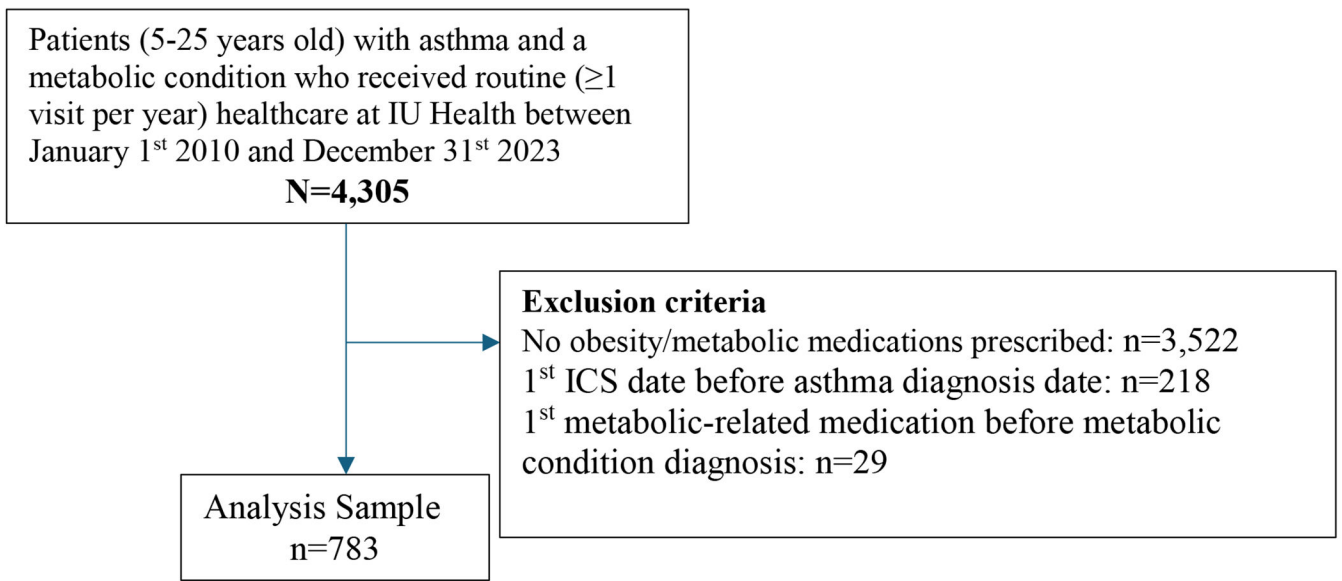 Patients (5-25 years old) with asthma and a
metabolic condition who received routine (≥1
visit per year) healthcare at IU Health between
January 1st 2010 and December 31st 2023
N=4,305
Exclusion criteria
No obesity/metabolic medications prescribed: n=3,522
1st ICS date before asthma diagnosis date: n=218
1st metabolic-related medication before metabolic
condition diagnosis: n=29
Analysis Sample
n=783